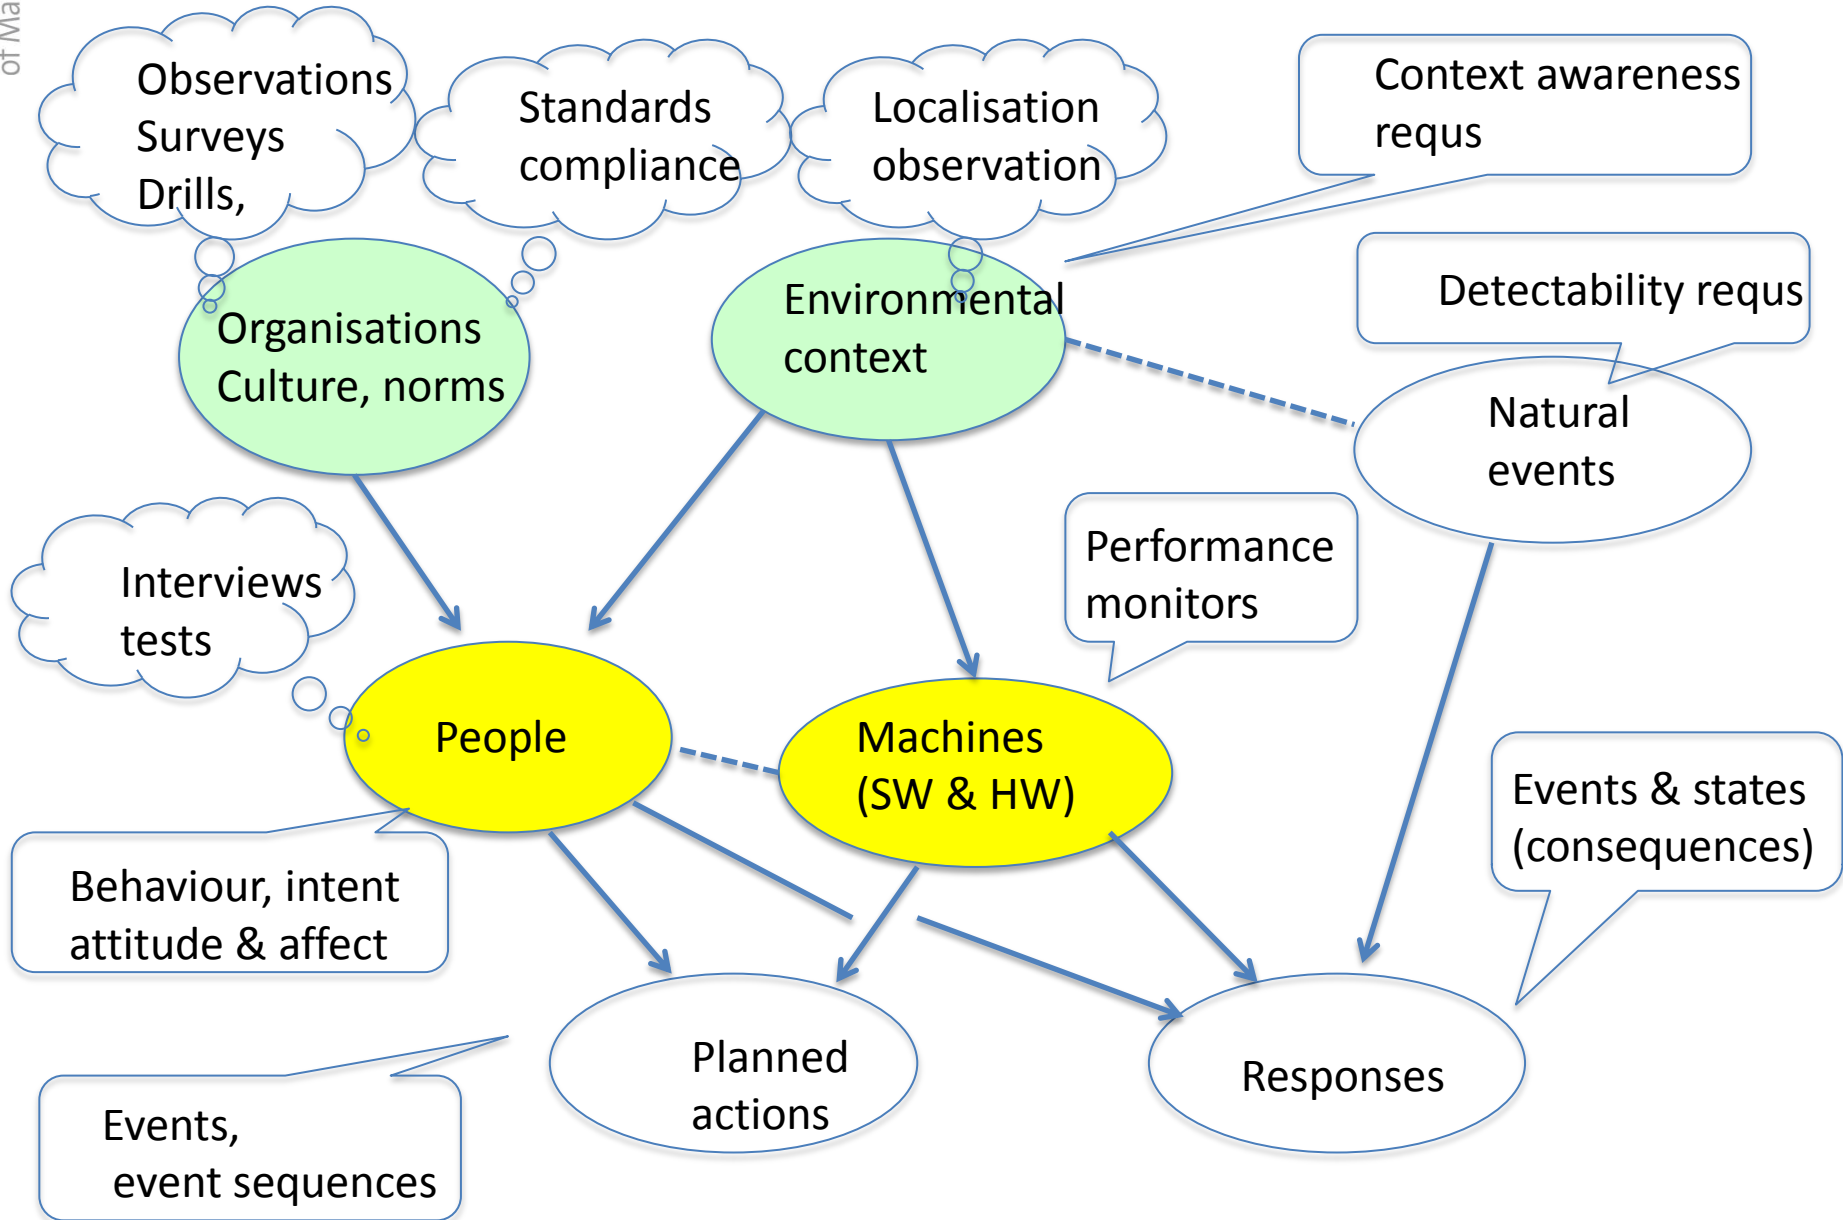 of Ma
Observations
Surveys
Drills,
Standards
compliance
Localisation
observation
Context awareness
requs
Detectability requs
Organisations
Culture, norms
Environmental
context
Natural
events
Interviews
tests
Performance
monitors
People
Machines
(SW & HW)
Events & states
(consequences)
Behaviour, intent
attitude & affect
Planned
actions
Responses
Events,
event sequences